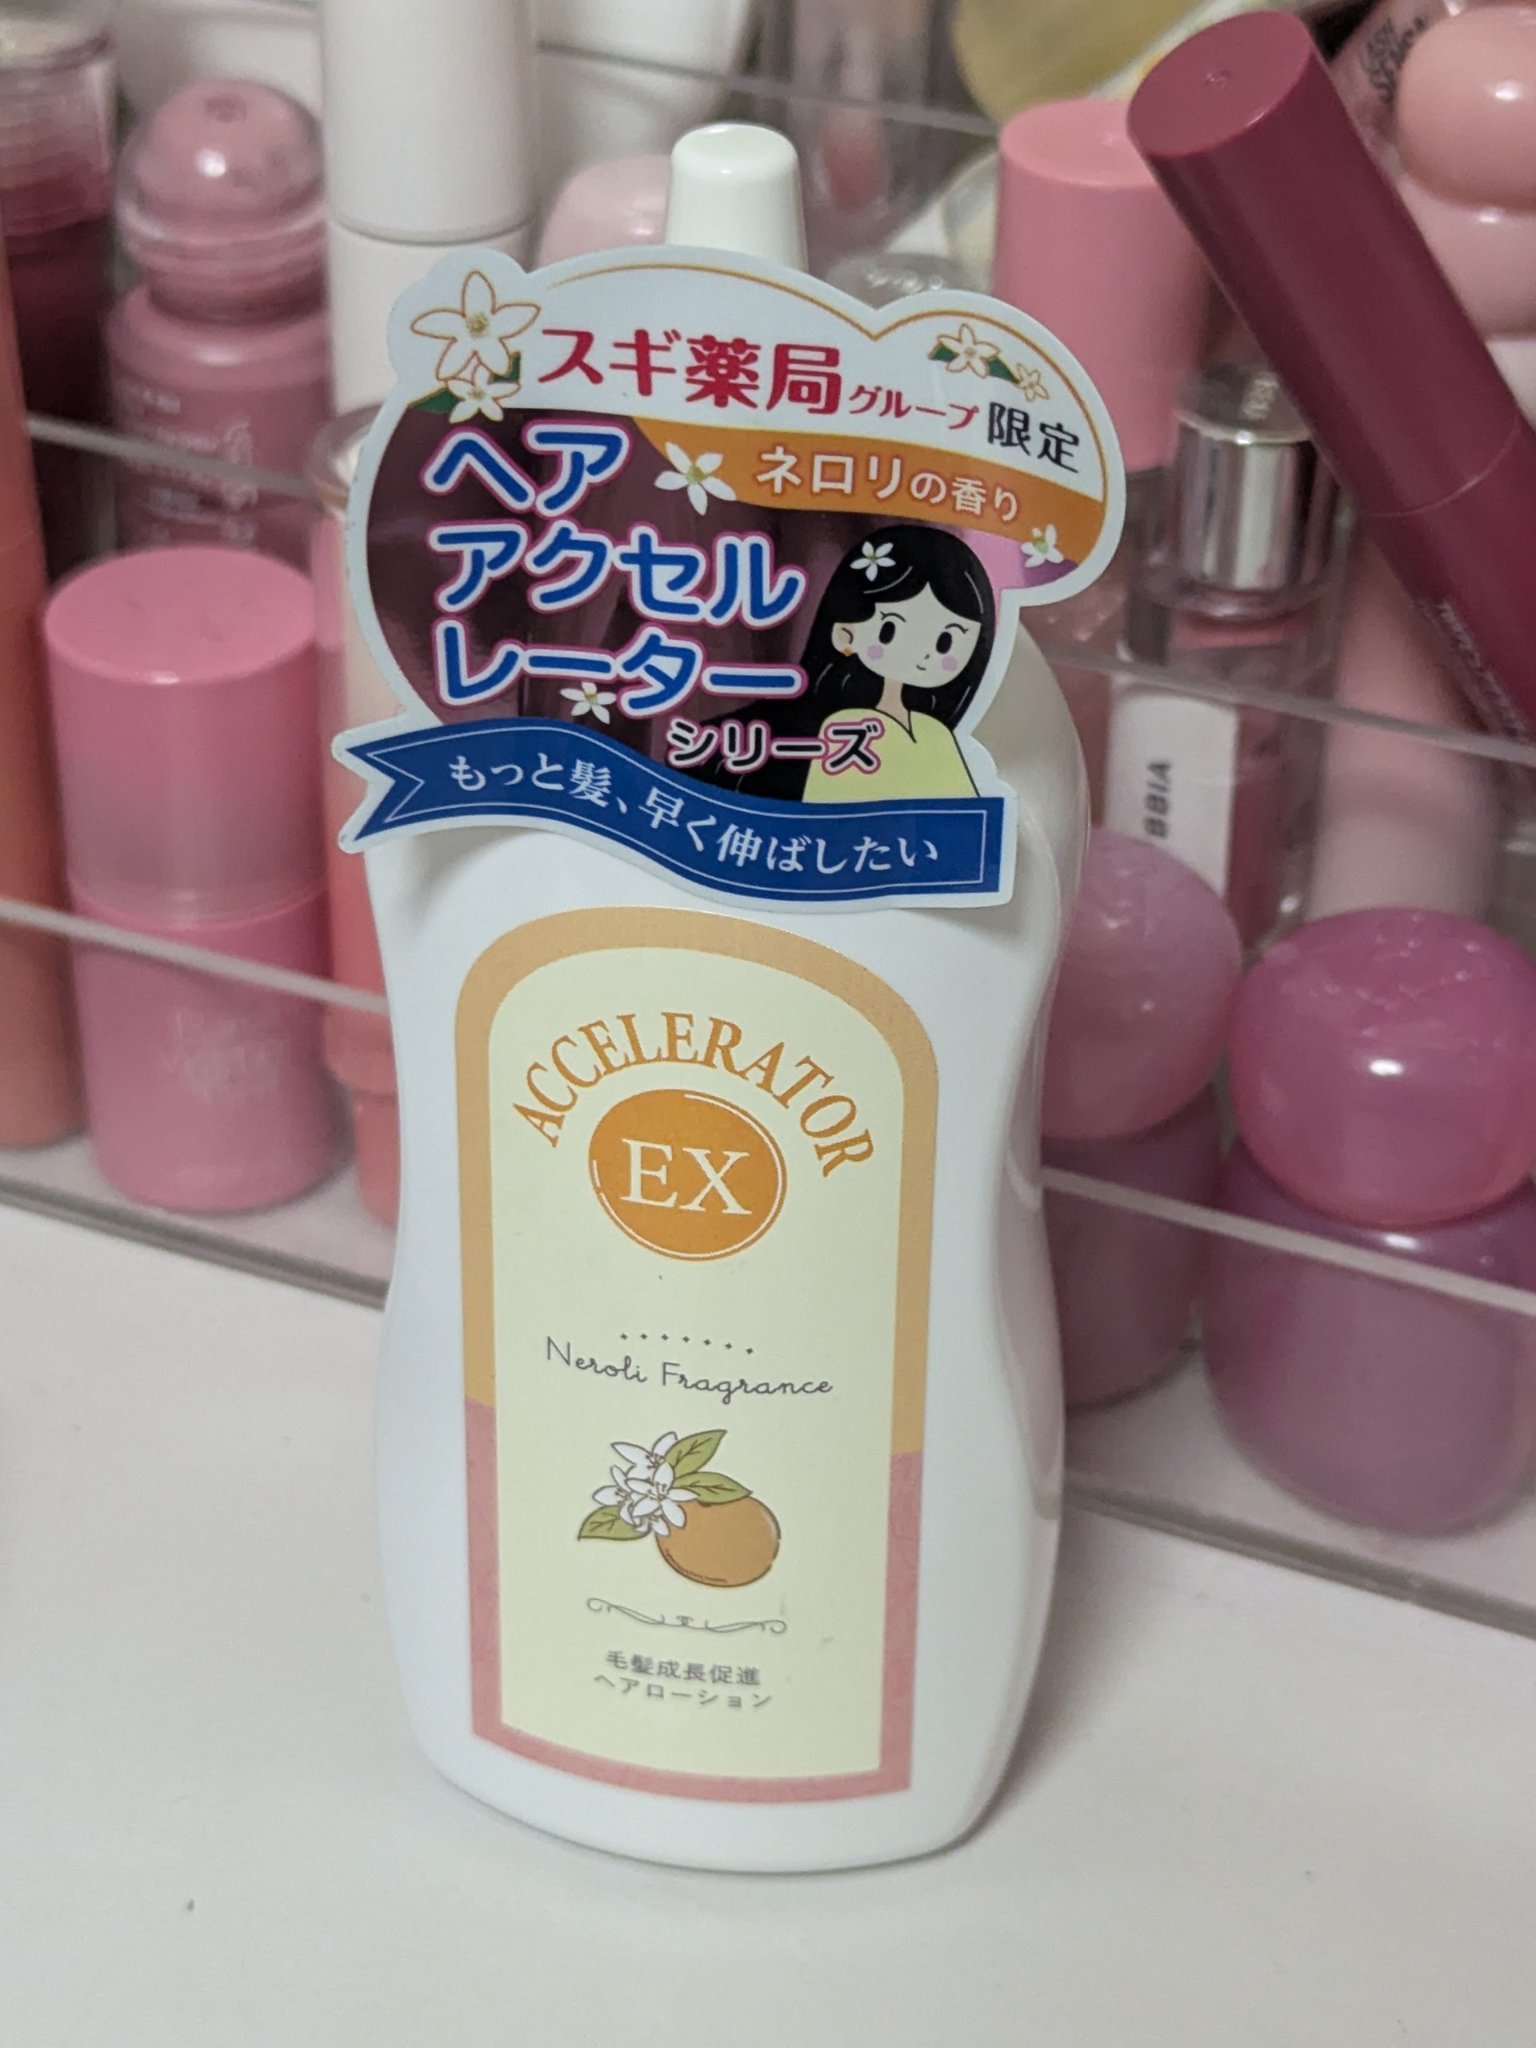 スギ薬局グループ 限定
ネロリの香り
ヘア
アクセル
レーター
シリーズ
もっと髪、早く伸ばしたい
ACCELERATOR
EX
Neroli Fragrance
毛髪成長促進
ヘアローション
BBIA